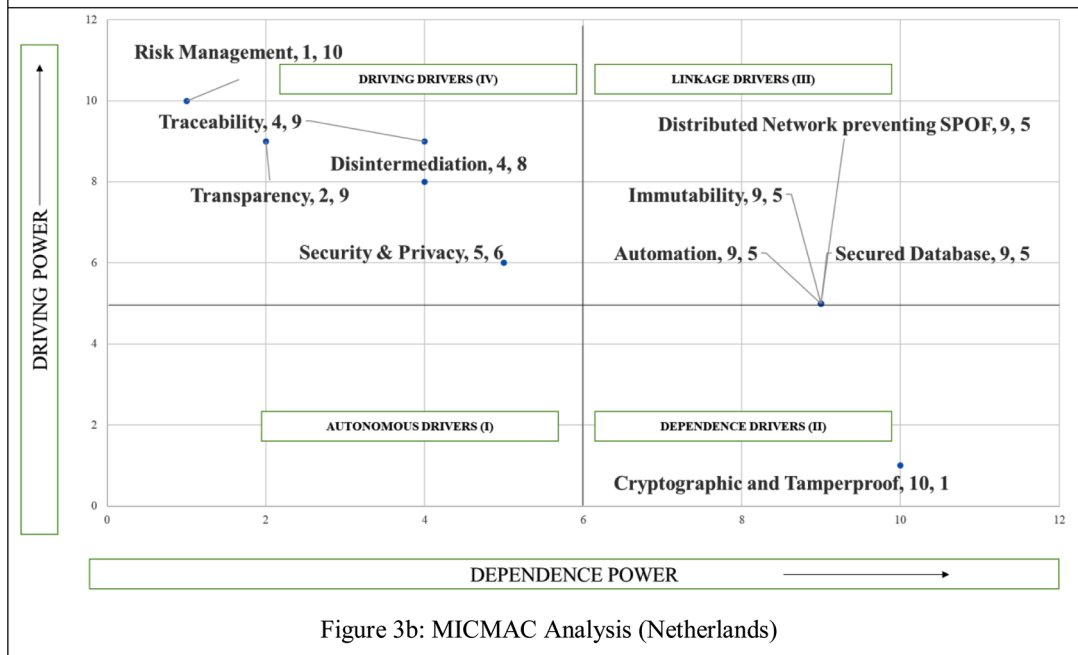 12
Risk Management, 1, 10
DRIVING DRIVERS (IV)
LINKAGE DRIVERS (III)
10
Traceability, 4, 9
Distributed Network preventing SPOF, 9, 5
Disintermediation, 4, 8
8
Transparency, 2, 9
Immutability, 9, 5
Security & Privacy, 5, 6
Automation, 9, 5
Secured Database, 9, 5
6
DRIVING POWER
4
2
AUTONOMOUS DRIVERS (I)
DEPENDENCE DRIVERS (II)
Cryptographic and Tamperproof, 10, 1
0
0 2 4 6 8 10 12
DEPENDENCE POWER
Figure 3b: MICMAC Analysis (Netherlands)